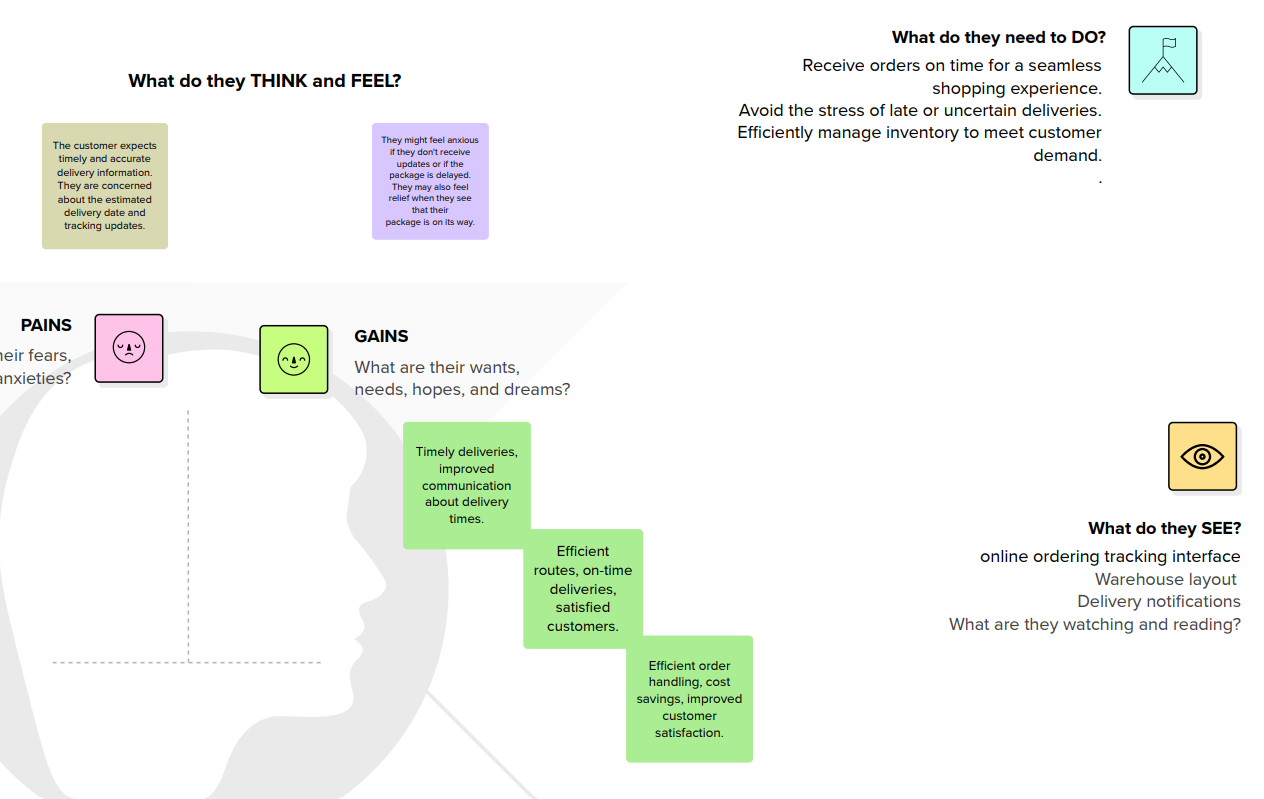 What do they THINK and FEEL?
The customer expects
timely and accurate
delivery information.
They are concerned
about the estimated
delivery date and
tracking updates.
They might feel anxious
if they don't receive
updates or if the
package is delayed.
They may also feel
relief when they see
that their
package is on its way.
What do they need to DO?
Receive orders on time for a seamless
shopping experience.
Avoid the stress of late or uncertain deliveries.
Efficiently manage inventory to meet customer
demand.
.
PAINS
fears,
anxieties?
GAINS
What are their wants,
needs, hopes, and dreams?
Timely deliveries,
improved
communication
about delivery
times.
Efficient
routes, on-time
deliveries,
satisfied
customers.
Efficient order
handling, cost
savings, improved
customer
satisfaction.
What do they SEE?
online ordering tracking interface
Warehouse layout
Delivery notifications
What are they watching and reading?